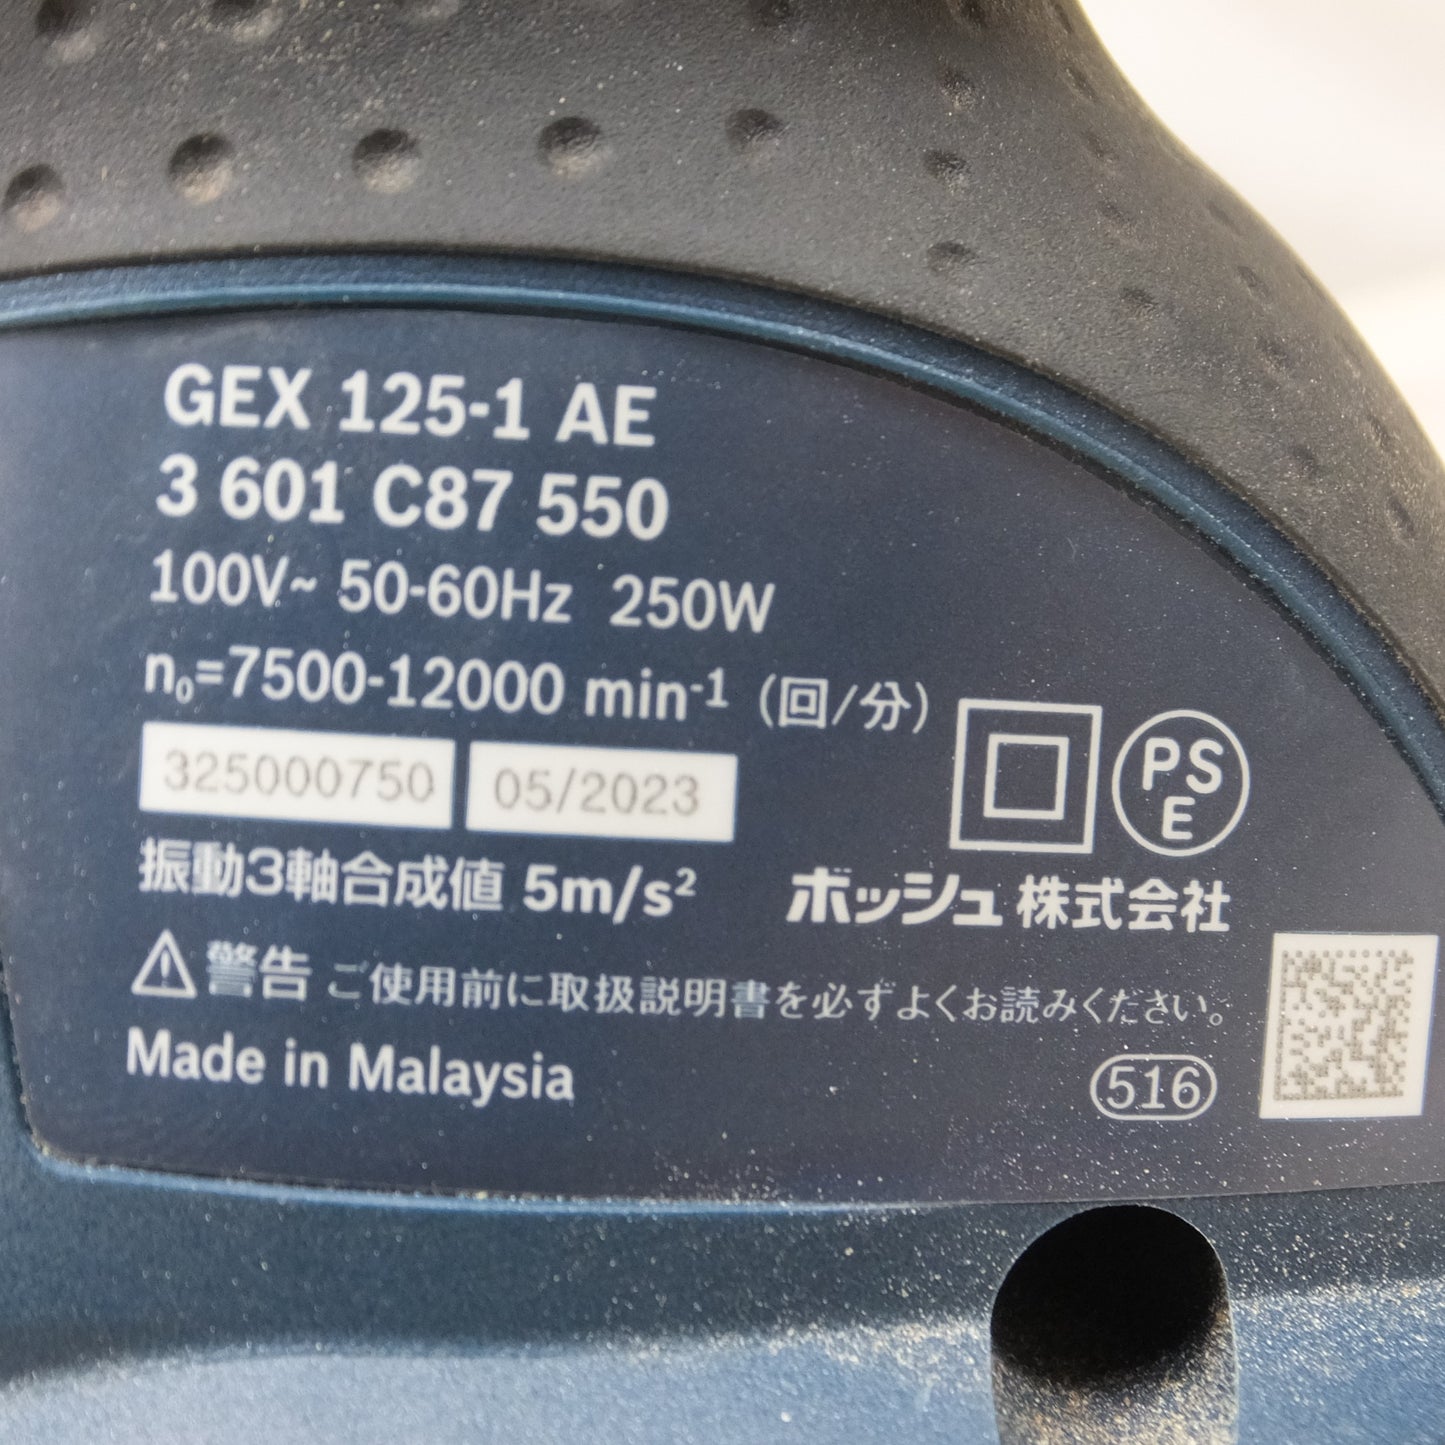 GEX 125-1 AE
3 601 C87 550
100V~ 50-60Hz 250W
n₀=7500-12000 min⁻¹ (回/分)
325000750 05/2023
PSE
振動3軸合成値 5m/s² ボッシュ株式会社
警告 ご使用前に取扱説明書を必ずよくお読みください。
Made in Malaysia
516